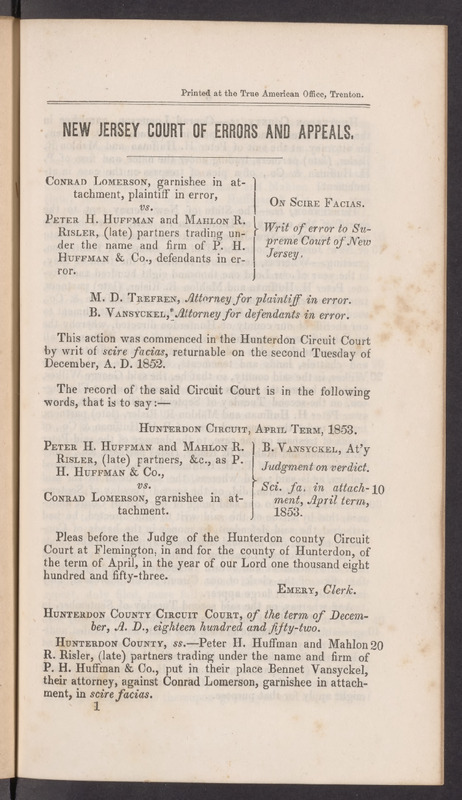 Printed at the True American Office, Trenton.
NEW JERSEY COURT OF ERRORS AND APPEALS.
CONRAD LOMERSON, garnishee in at-
tachment, plaintiff in error,
vs.
PETER H. HUFFMAN and MAHLON R.
RISLER, (late) partners trading un-
der the name and firm of P. H.
HUFFMAN & Co., defendants in er-
ror.
ON SCIRE FACIAS.
Writ of error to Su-
preme Court of New
Jersey.
M. D. TREFREN, Attorney for plaintiff in error.
B. VANSYCKEL, Attorney for defendants in error.
This action was commenced in the Hunterdon Circuit Court
by writ of scire facias, returnable on the second Tuesday of
December, A. D. 1852.
The record of the said Circuit Court is in the following
words, that is to say:—
HUNTERDON CIRCUIT, APRIL TERM, 1853.
PETER H. HUFFMAN and MAHLON R.
RISLER, (late) partners, &c., as P.
H. HUFFMAN & Co.,
vs.
CONRAD LOMERSON, garnishee in at-
tachment.
B. VANSYCKEL, At'y
Judgment on verdict.
Sci. fa. in attach- 10
ment, April term,
1853.
Pleas before the Judge of the Hunterdon county Circuit
Court at Flemington, in and for the county of Hunterdon, of
the term of April, in the year of our Lord one thousand eight
hundred and fifty-three.
EMERY, Clerk.
HUNTERDON COUNTY CIRCUIT COURT, of the term of Decem-
ber, A. D., eighteen hundred and fifty-two.
HUNTERDON COUNTY, ss.—Peter H. Huffman and Mahlon 20
R. Risler, (late) partners trading under the name and firm of
P. H. Huffman & Co., put in their place Bennet Vansyckel,
their attorney, against Conrad Lomerson, garnishee in attach-
ment, in scire facias.
1